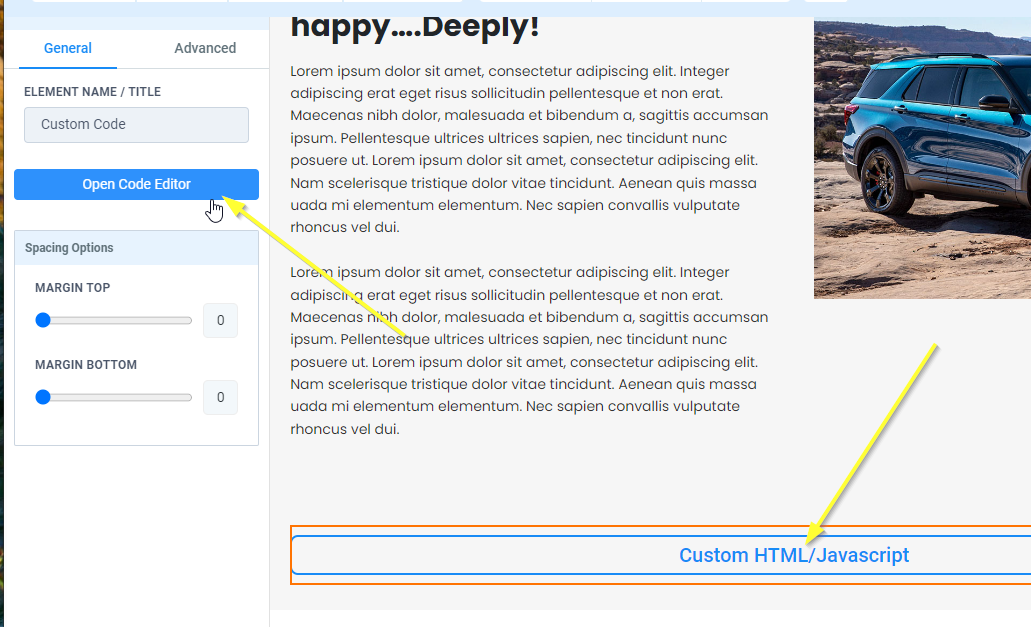 General
Advanced
ELEMENT NAME / TITLE
Custom Code
Open Code Editor
Spacing Options
MARGIN TOP
0
MARGIN BOTTOM
0
happy....Deeply!
Lorem ipsum dolor sit amet, consectetur adipiscing elit. Integer
adipiscing erat eget risus sollicitudin pellentesque et non erat.
Maecenas nibh dolor, malesuada et bibendum a, sagittis accumsan
ipsum. Pellentesque ultrices ultrices sapien, nec tincidunt nunc
posuere ut. Lorem ipsum dolor sit amet, consectetur adipiscing elit.
Nam scelerisque tristique dolor vitae tincidunt. Aenean quis massa
uada mi elementum elementum. Nec sapien convallis vulputate
rhoncus vel dui.
Lorem ipsum dolor sit amet, consectetur adipiscing elit. Integer
adipiscing erat eget risus sollicitudin pellentesque et non erat.
Maecenas nibh dolor, malesuada et bibendum a, sagittis accumsan
ipsum. Pellentesque ultrices ultrices sapien, nec tincidunt nunc
posuere ut. Lorem ipsum dolor sit amet, consectetur adipiscing elit.
Nam scelerisque tristique dolor vitae tincidunt. Aenean quis massa
uada mi elementum elementum. Nec sapien convallis vulputate
rhoncus vel dui.
Custom HTML/Javascript